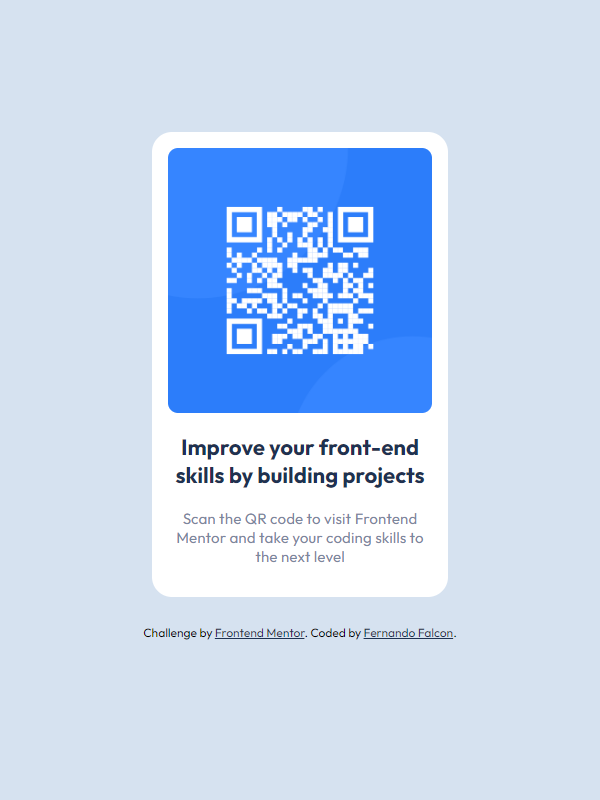 Improve your front-end
skills by building projects
Scan the QR code to visit Frontend
Mentor and take your coding skills to
the next level
Challenge by Frontend Mentor. Coded by Fernando Falcon.